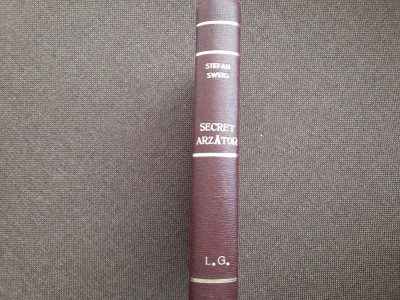 STEFAN
SWEIG
SECRET
ARZĂTOR
L.G.